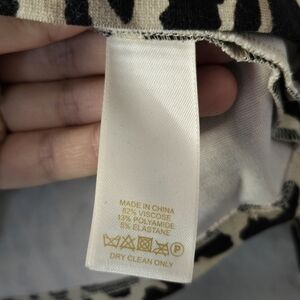 MADE IN CHINA
82% VISCOSE
13% POLYAMIDE
5% ELASTANE
P
DRY CLEAN ONLY